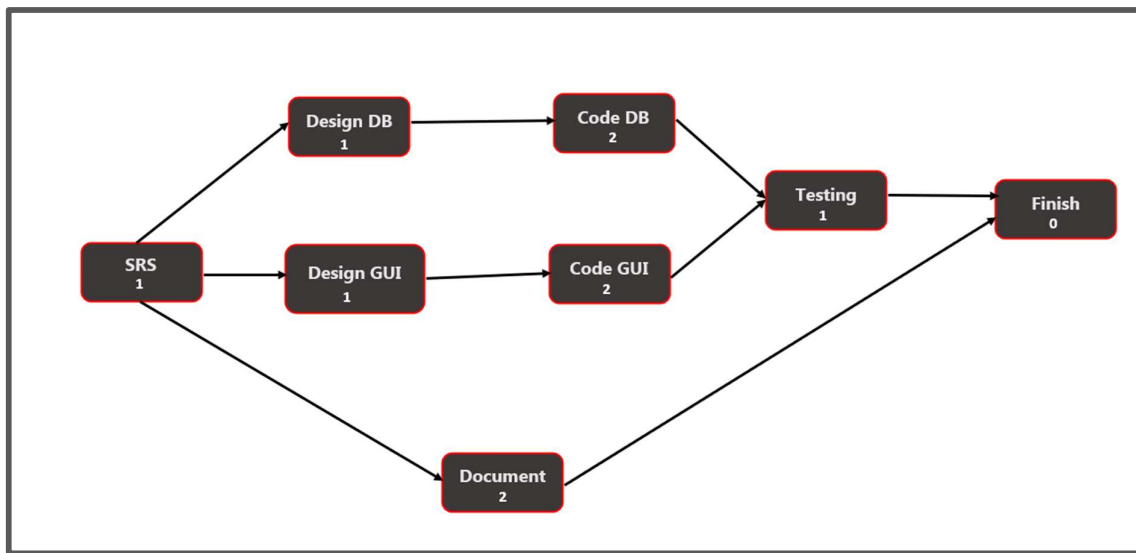 Design DB
1
Code DB
2
Testing
1
Finish
0
SRS
1
Design GUI
1
Code GUI
2
Document
2